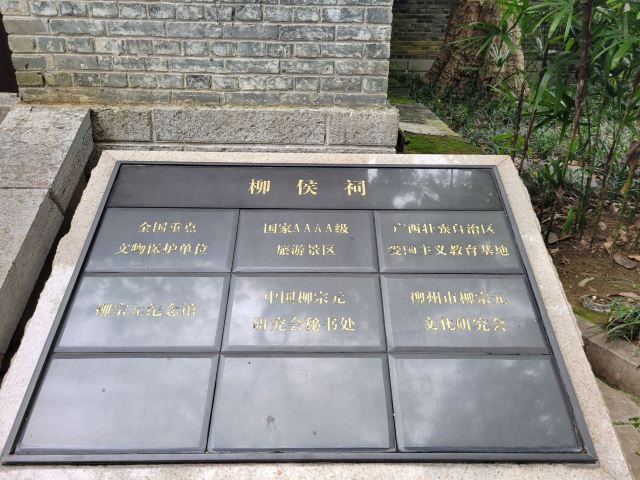 柳侯祠
全国重点
文物保护单位
国家AAAA级
旅游景区
广西壮族自治区
爱国主义教育基地
柳宗元纪念馆
中国柳宗元
研究会秘书处
柳州市柳宗元
文化研究会